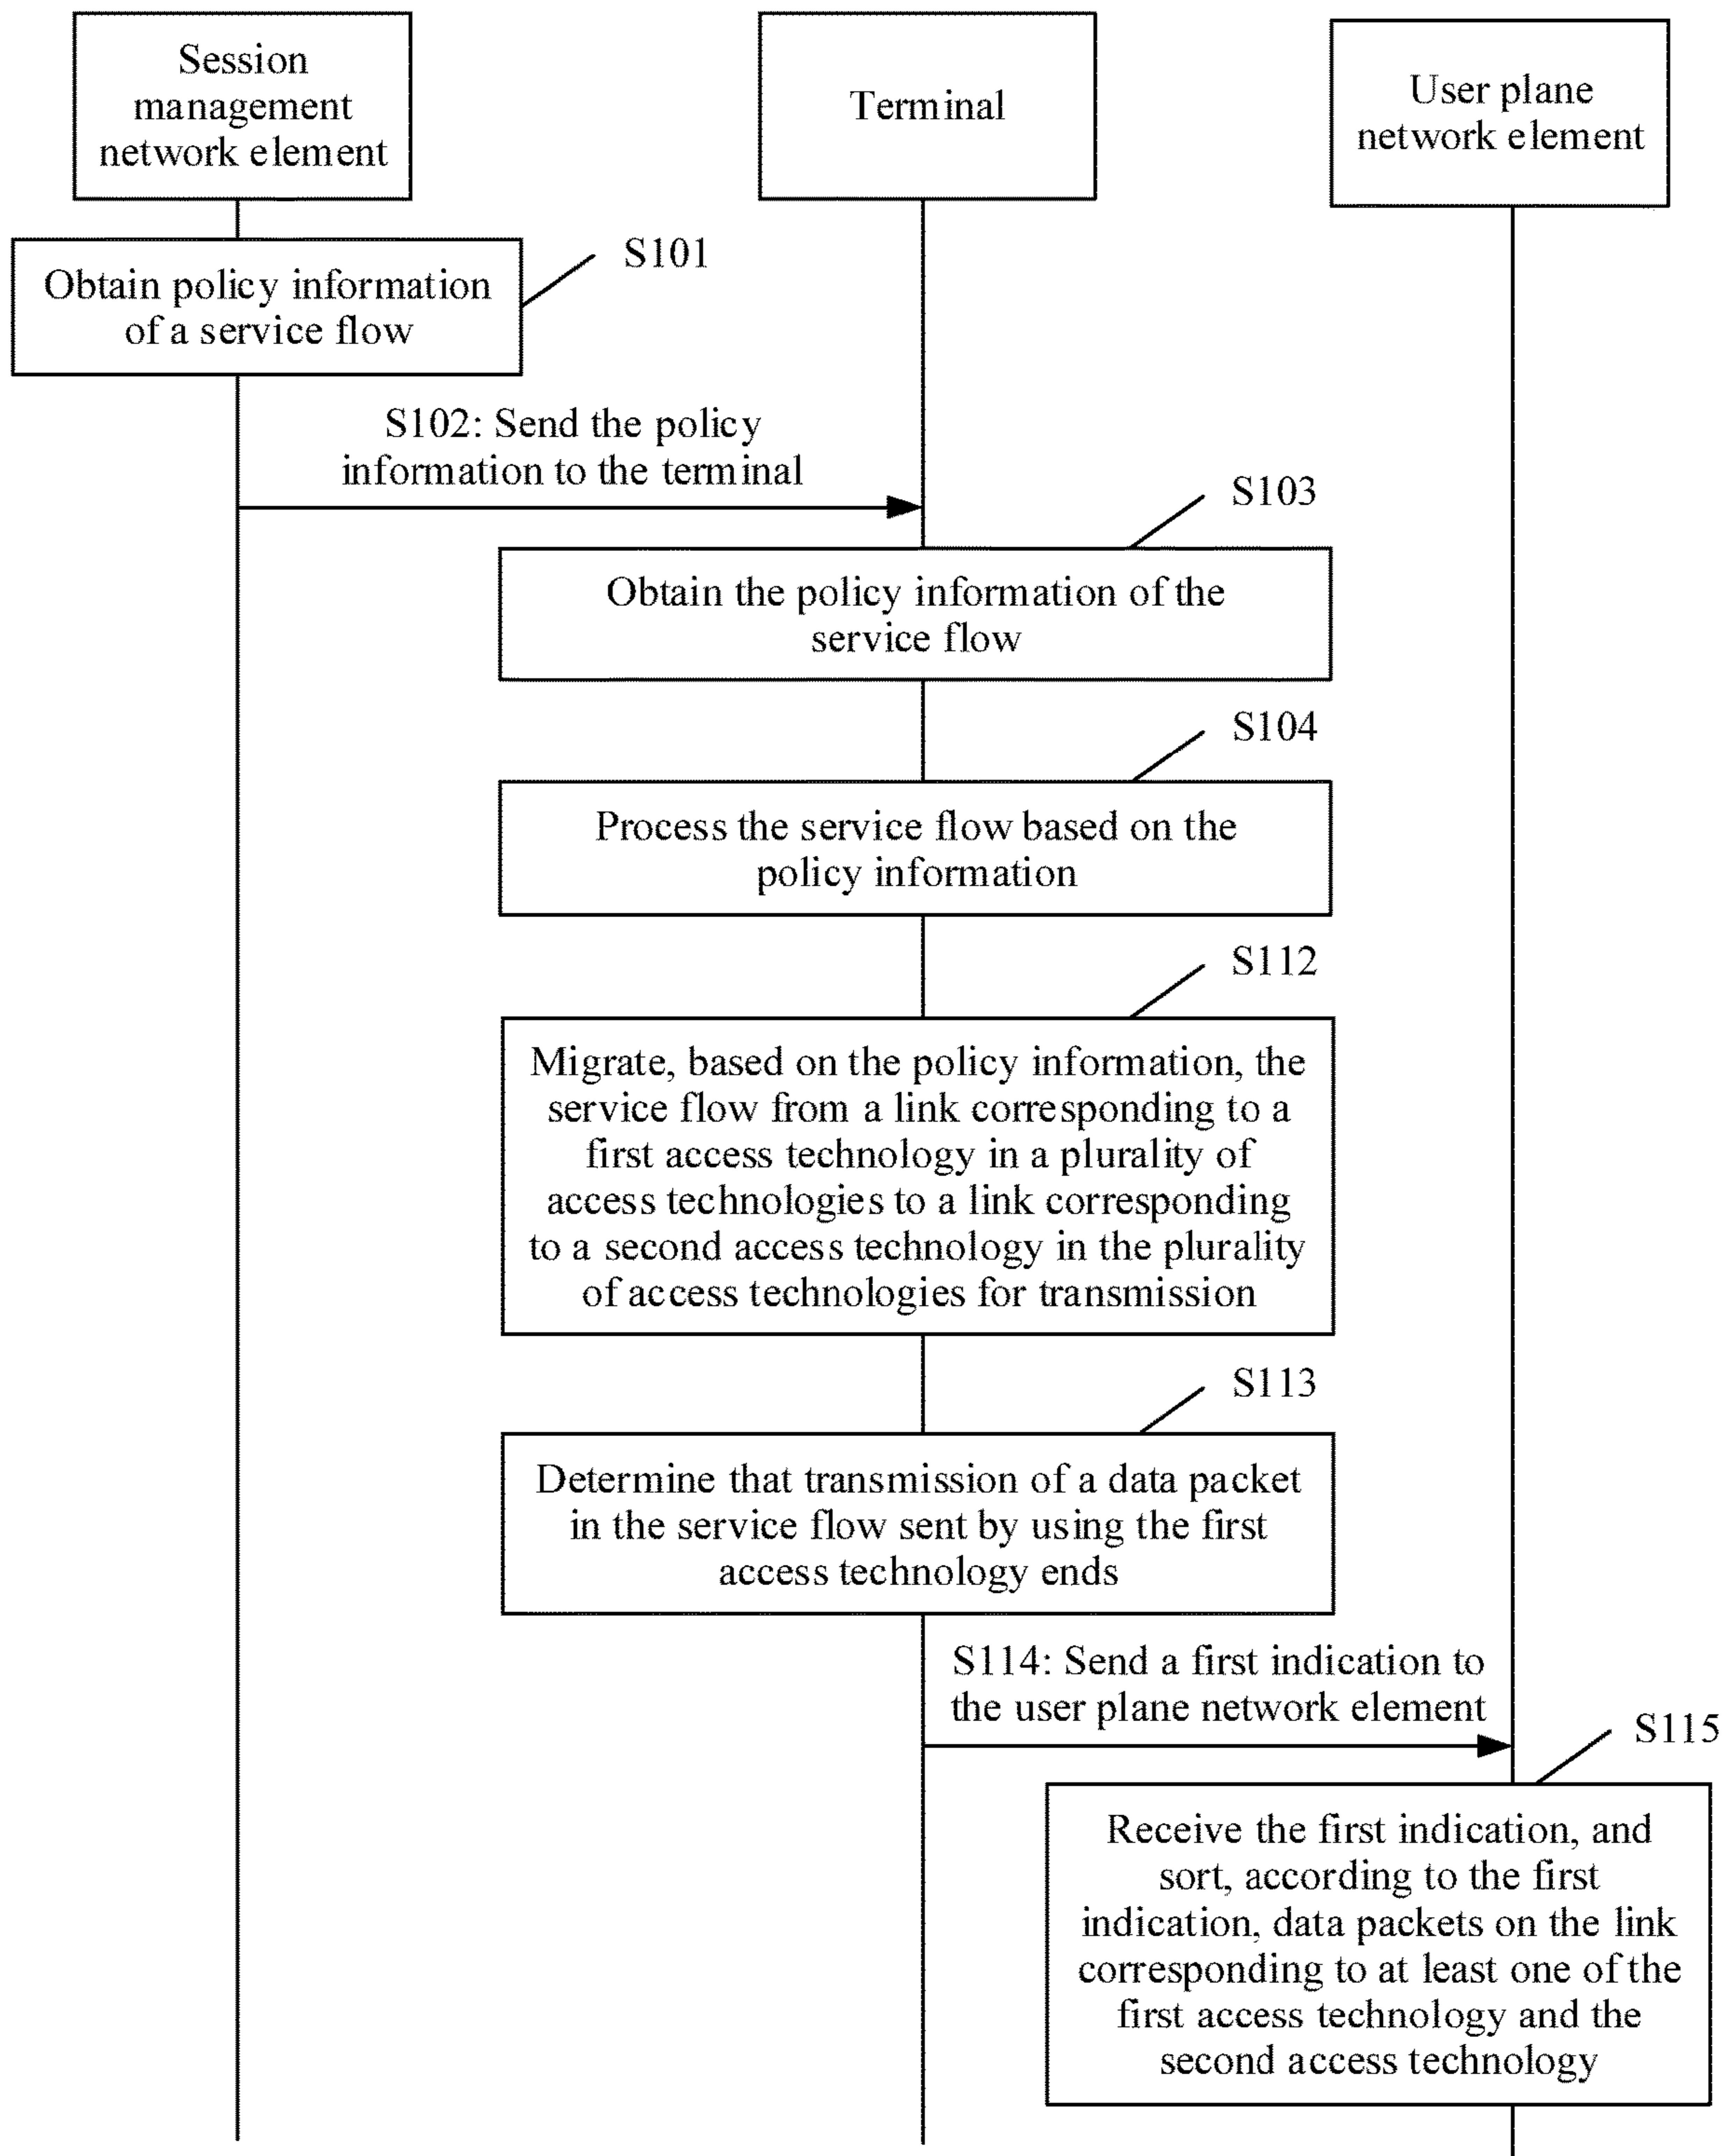 Session
management
network element
Terminal
User plane
network element
S101
Obtain policy information
of a service flow
S102: Send the policy
information to the terminal
S103
Obtain the policy information of the
service flow
S104
Process the service flow based on the
policy information
S112
Migrate, based on the policy information, the
service flow from a link corresponding to a
first access technology in a plurality of
access technologies to a link corresponding
to a second access technology in the plurality
of access technologies for transmission
S113
Determine that transmission of a data packet
in the service flow sent by using the first
access technology ends
S114: Send a first indication to
the user plane network element
S115
Receive the first indication, and
sort, according to the first
indication, data packets on the link
corresponding to at least one of the
first access technology and the
second access technology